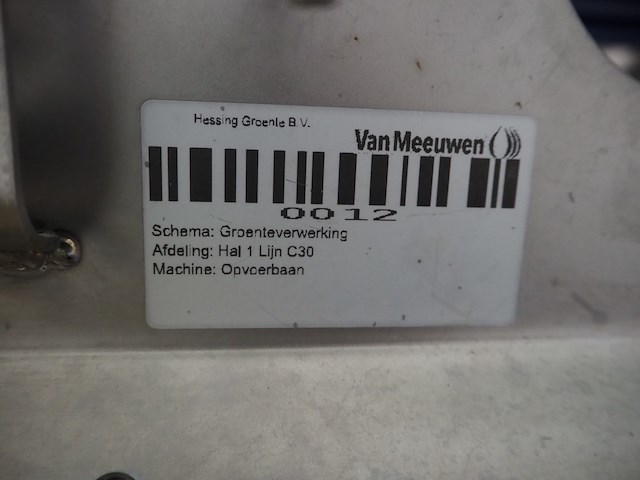 Hessing Groente B.V.
Van Meeuwen
0012
Schema: Groenteverwerking
Afdeling: Hal 1 Lijn C30
Machine: Opvoerbaan